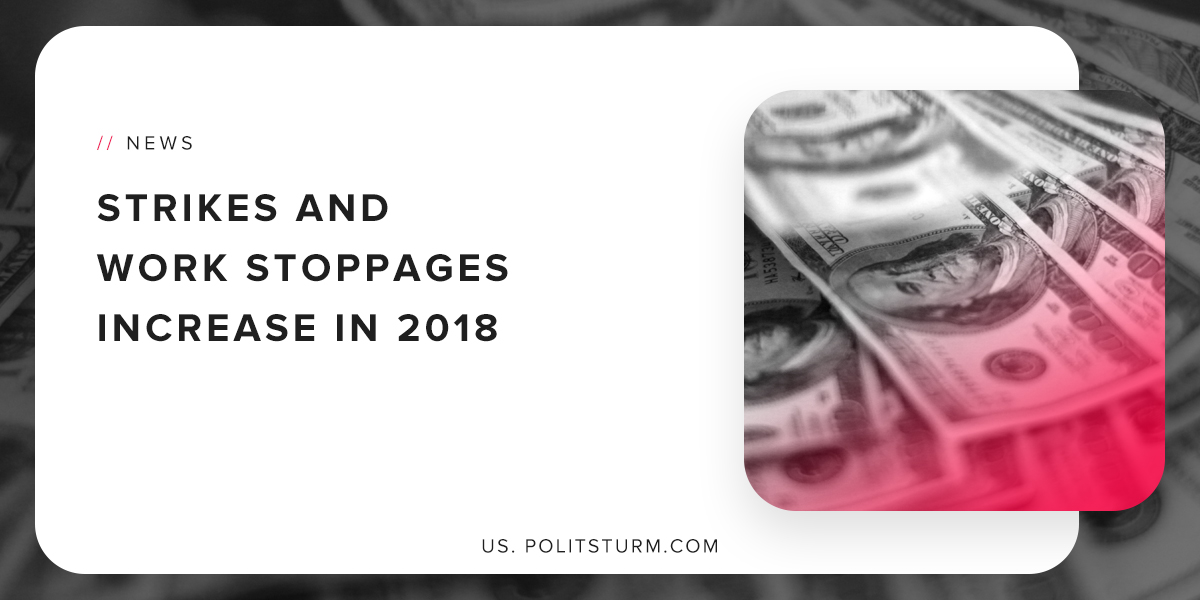 // NEWS
STRIKES AND
WORK STOPPAGES
INCREASE IN 2018
US. POLITSTURM.COM